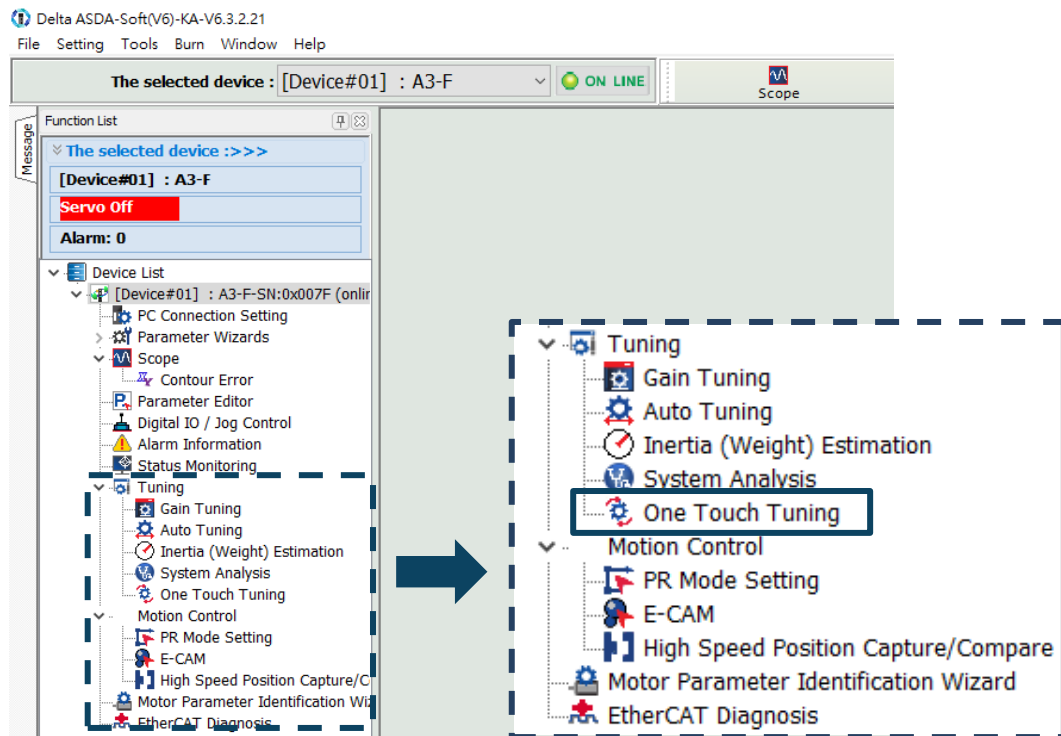 Delta ASDA-Soft(V6)-KA-V6.3.2.21
File Setting Tools Burn Window Help
The selected device : [Device#01] : A3-F ON LINE
Scope
Message
Function List
The selected device :>>>
[Device#01] : A3-F
Servo Off
Alarm: 0
Device List
[Device#01] : A3-F-SN:0x007F (onlir
PC Connection Setting
Parameter Wizards
Scope
Contour Error
Parameter Editor
Digital IO / Jog Control
Alarm Information
Status Monitoring
Tuning
Gain Tuning
Auto Tuning
Inertia (Weight) Estimation
System Analysis
One Touch Tuning
Motion Control
PR Mode Setting
E-CAM
High Speed Position Capture/C
Motor Parameter Identification Wiz
EtherCAT Diagnosis
Tuning
Gain Tuning
Auto Tuning
Inertia (Weight) Estimation
System Analysis
One Touch Tuning
Motion Control
PR Mode Setting
E-CAM
High Speed Position Capture/Compare
Motor Parameter Identification Wizard
EtherCAT Diagnosis